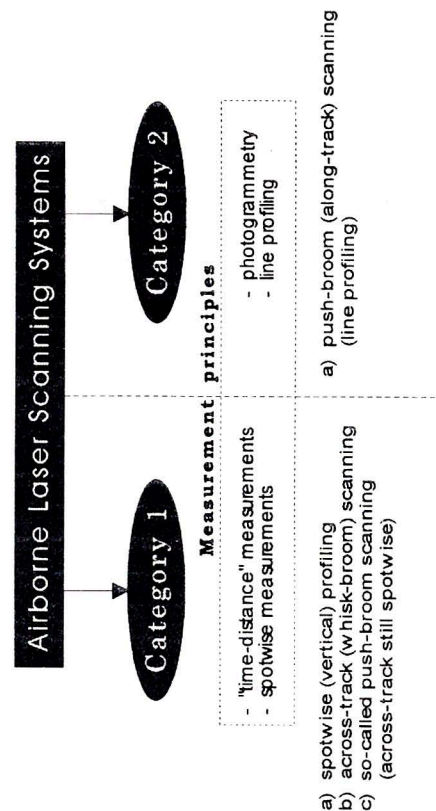 Airborne Laser Scanning Systems
Category 1
Category 2
Measurement principles
- "time-distance" measurements
- spotwise measurements
- photogrammetry
- line profiling
a) spotwise (vertical) profiling
b) across-track (whisk-broom) scanning
c) so-called push-broom scanning
(across-track still spotwise)
a) push-broom (along-track) scanning
(line profiling)